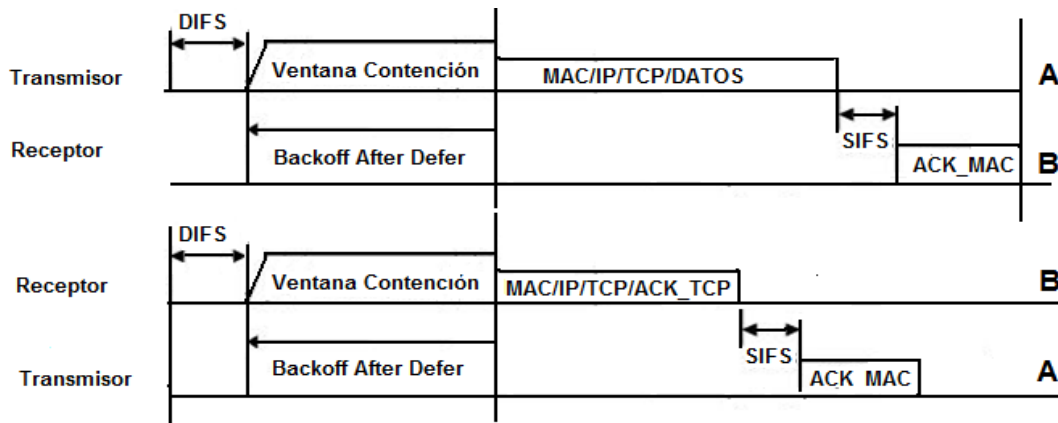 DIFS
Transmisor
Ventana Contención
MAC/IP/TCP/DATOS
A
Receptor
Backoff After Defer
SIFS
ACK_MAC
B
DIFS
Receptor
Ventana Contención
MAC/IP/TCP/ACK_TCP
B
Transmisor
Backoff After Defer
SIFS
ACK MAC
A